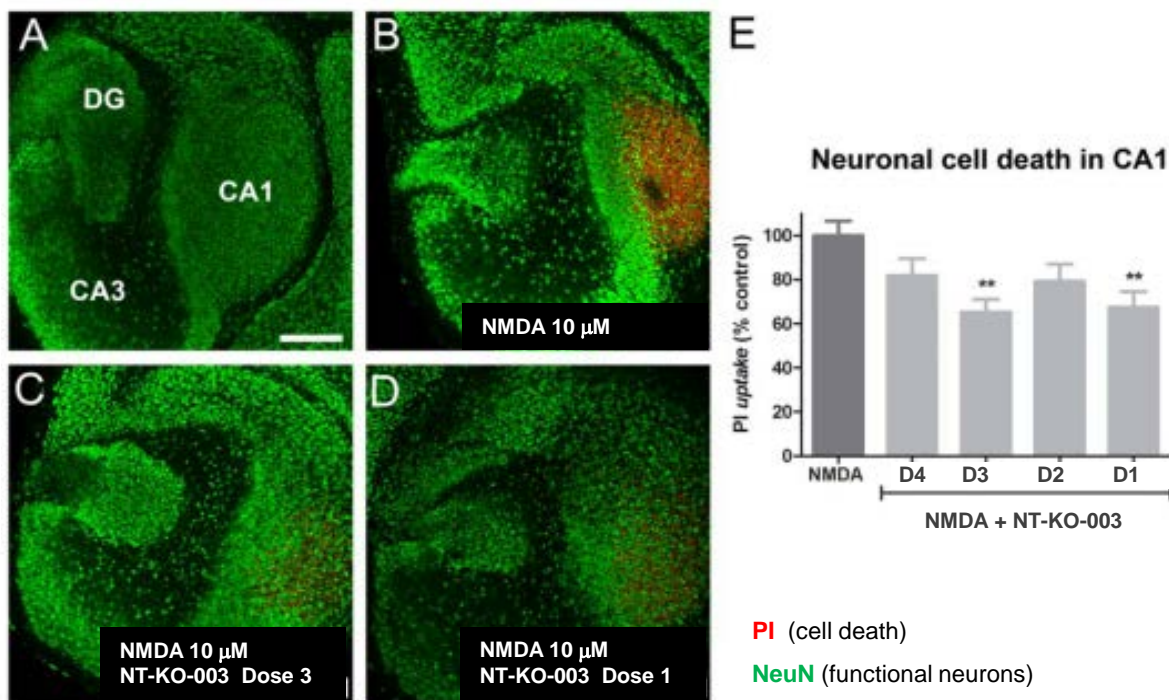 A
DG
CA1
CA3
B
NMDA 10 µM
C
NMDA 10 µM
NT-KO-003 Dose 3
D
NMDA 10 µM
NT-KO-003 Dose 1
E
Neuronal cell death in CA1
PI uptake (% control)
100
80
60
40
20
0
NMDA D4 D3 D2 D1
** **
NMDA + NT-KO-003
PI (cell death)
NeuN (functional neurons)